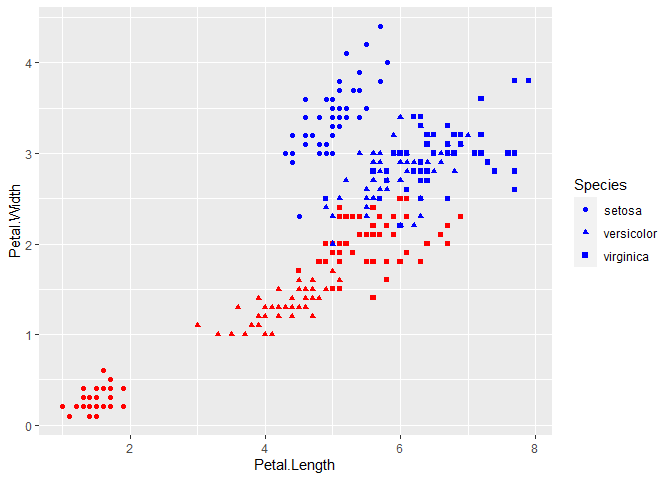 4
3
2
1
0
Petal.Width
2
4
6
8
Petal.Length
Species
setosa
versicolor
virginica